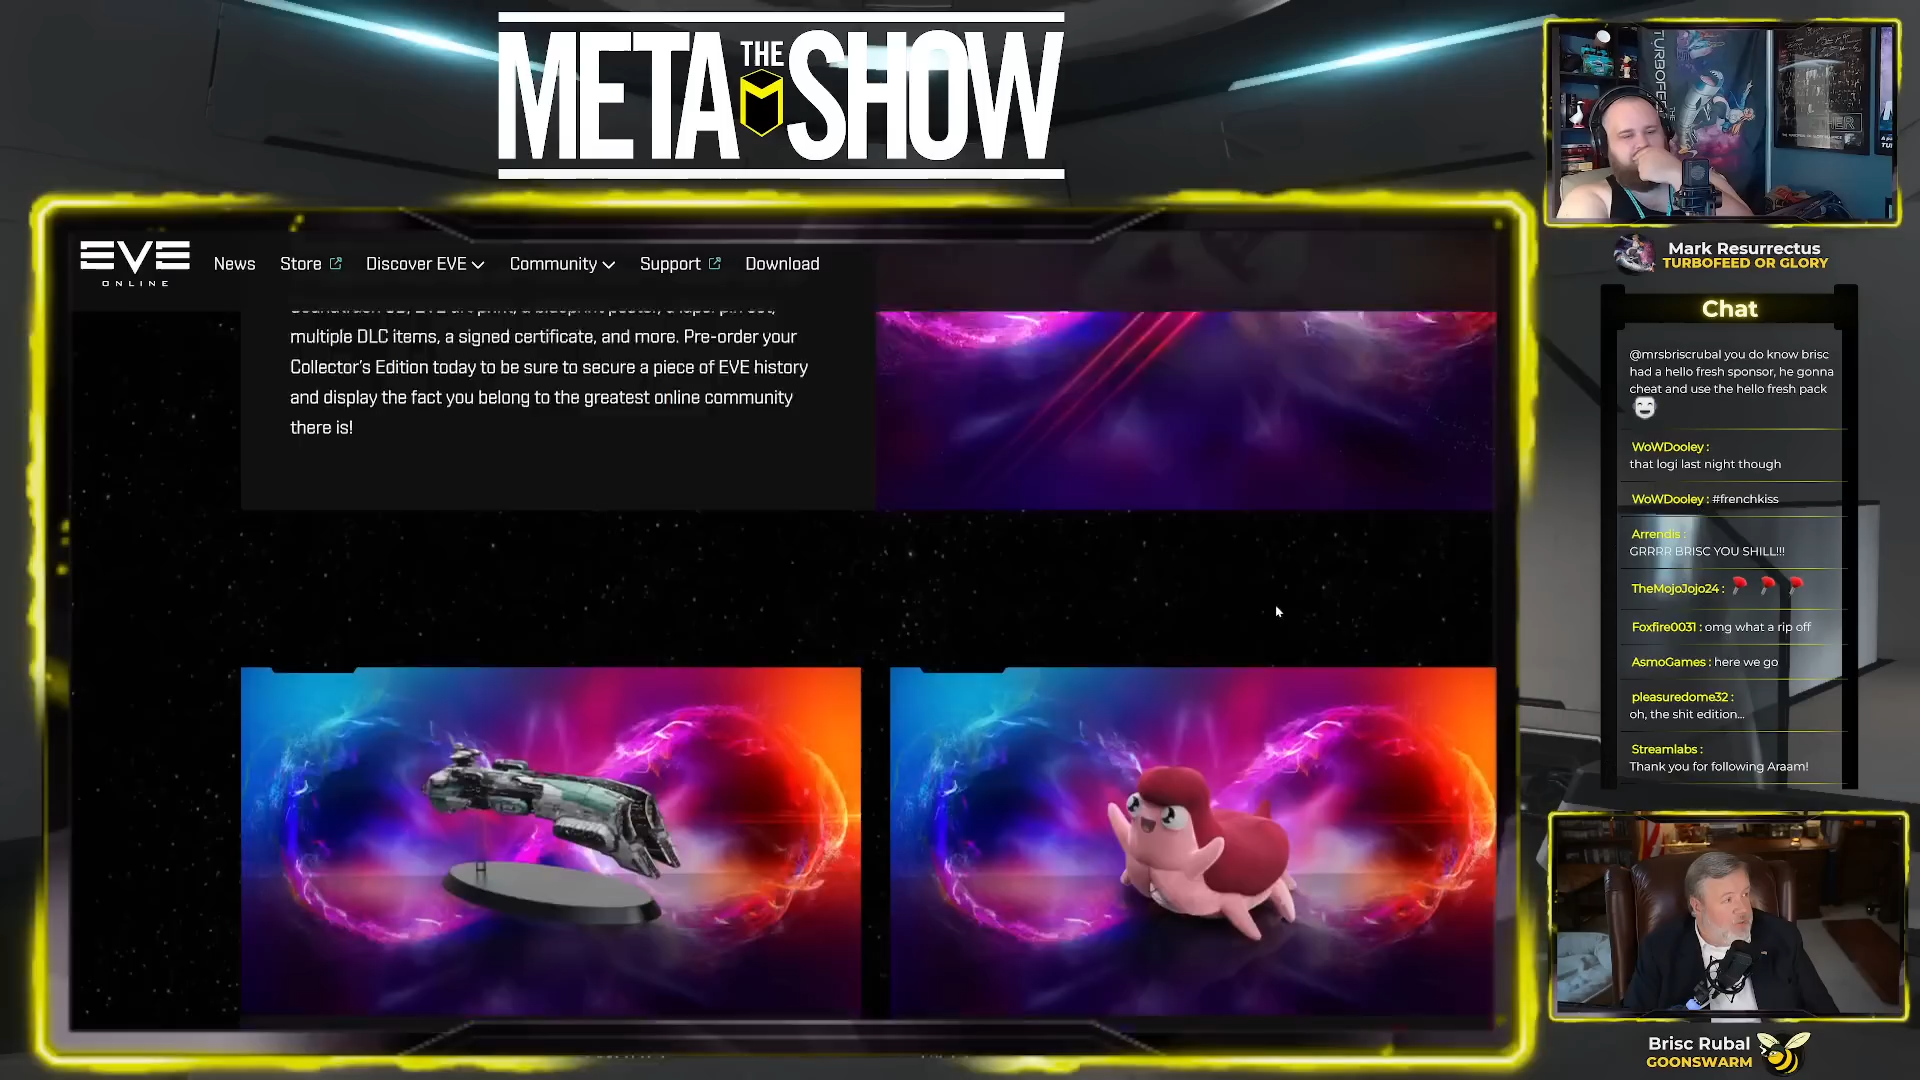 META THE SHOW
EVE
ONLINE
News
Store
Discover EVE
Community
Support
Download
multiple DLC items, a signed certificate, and more. Pre-order your
Collector's Edition today to be sure to secure a piece of EVE history
and display the fact you belong to the greatest online community
there is!
Mark Resurrectus
TURBOFEED OR GLORY
Chat
@mrsbriscrubal you do know brisc
had a hello fresh sponsor, he gonna
cheat and use the hello fresh pack
WoWDooley :
that logi last night though
WoWDooley : #frenchkiss
Arrendis :
GRRRR BRISC YOU SHILL!!!
TheMojoJojo24 :
Foxfire0031 : omg what a rip off
AsmoGames : here we go
pleasuredome32 :
oh, the shit edition...
Streamlabs :
Thank you for following Araam!
Brisc Rubal
GOONSWARM